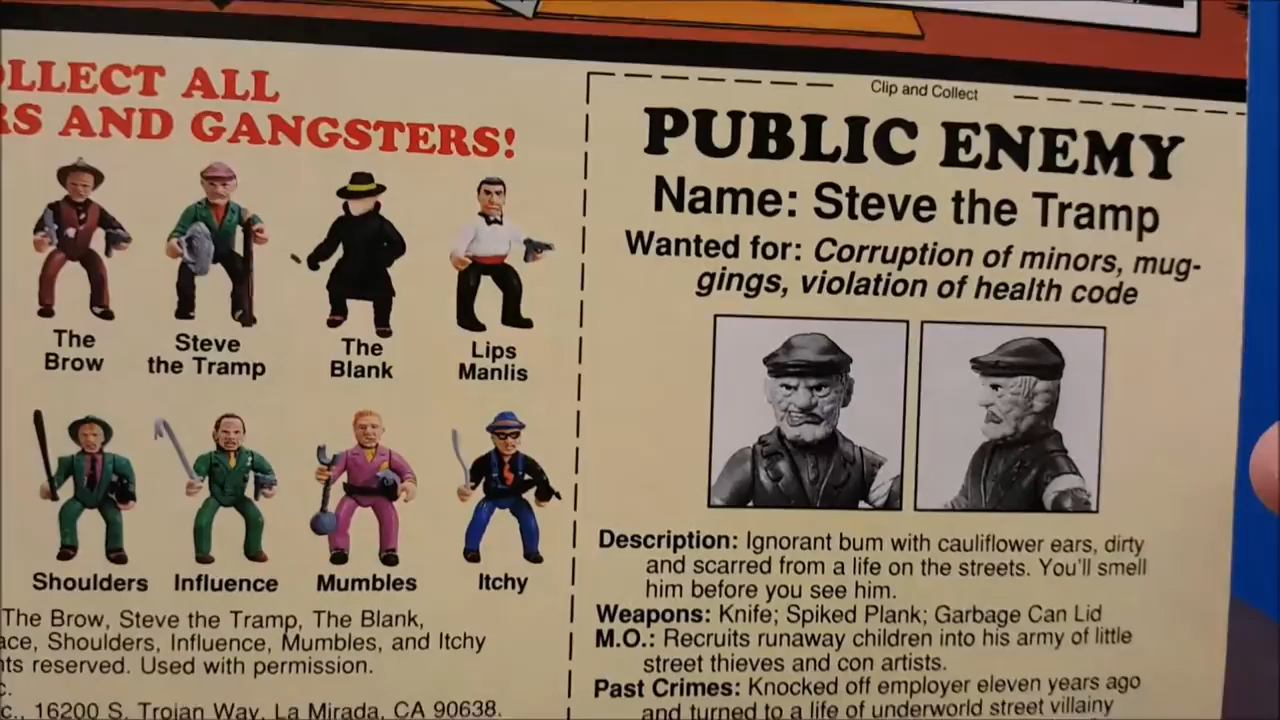 OLLECT ALL
RS AND GANGSTERS!
The
Brow
Steve
the Tramp
The
Blank
Lips
Manlis
Shoulders
Influence
Mumbles
Itchy
The Brow, Steve the Tramp, The Blank,
ace, Shoulders, Influence, Mumbles, and Itchy
nts reserved. Used with permission.
c.
c., 16200 S. Trojan Way, La Mirada, CA 90638.
Clip and Collect
PUBLIC ENEMY
Name: Steve the Tramp
Wanted for: Corruption of minors, mug-
gings, violation of health code
Description: Ignorant bum with cauliflower ears, dirty
and scarred from a life on the streets. You'll smell
him before you see him.
Weapons: Knife; Spiked Plank; Garbage Can Lid
M.O.: Recruits runaway children into his army of little
street thieves and con artists.
Past Crimes: Knocked off employer eleven years ago
and turned to a life of underworld street villainy